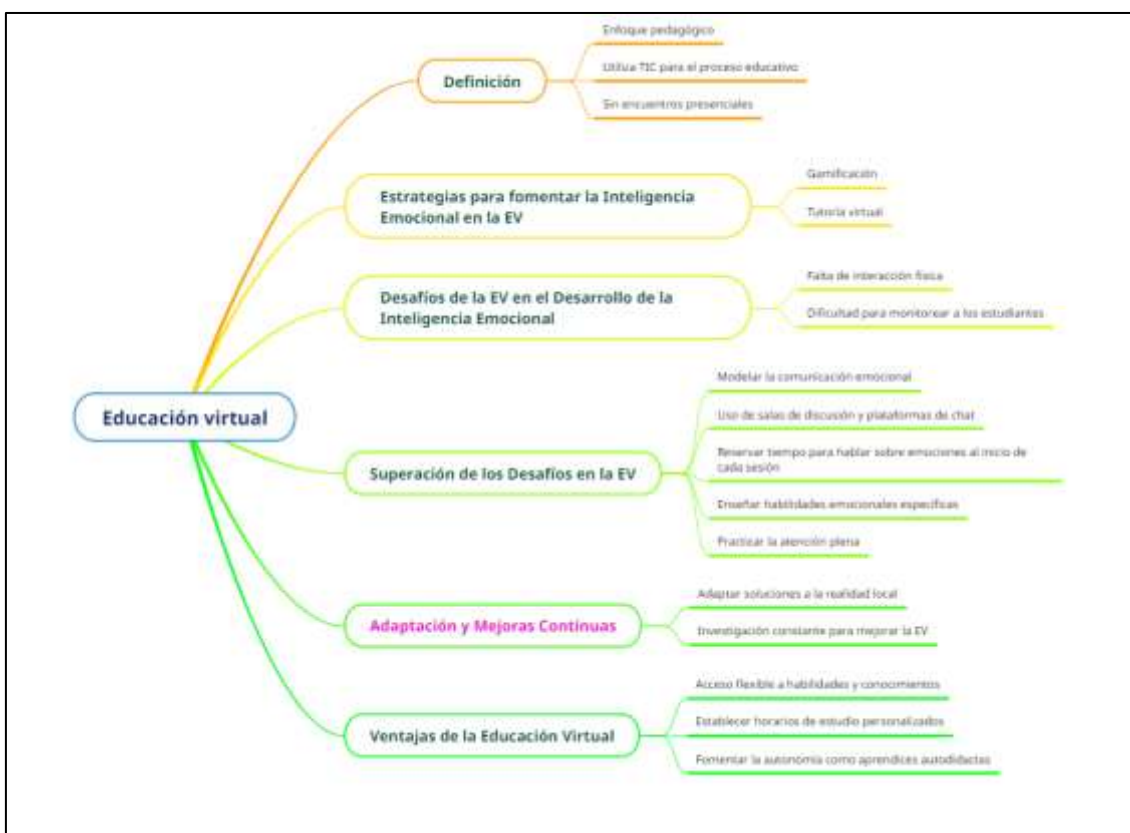 Enfoque pedagógico
Utiliza TIC para el proceso educativo
Definición
Sin encuentros presenciales
Gamificación
Estrategias para fomentar la Inteligencia
Emocional en la EV
Tutoría virtual
Falta de interacción física
Desafíos de la EV en el Desarrollo de la
Inteligencia Emocional
Dificultad para monitorear a los estudiantes
Modelar la comunicación emocional
Educación virtual
Uso de salas de discusión y plataformas de chat
Reservar tiempo para hablar sobre emociones al inicio de
cada sesión
Superación de los Desafíos en la EV
Enseñar habilidades emocionales específicas
Practicar la atención plena
Adaptar soluciones a la realidad local
Adaptación y Mejoras Continuas
Investigación constante para mejorar la EV
Acceso flexible a habilidades y conocimientos
Establecer horarios de estudio personalizados
Ventajas de la Educación Virtual
Fomentar la autonomía como aprendices autodidactas